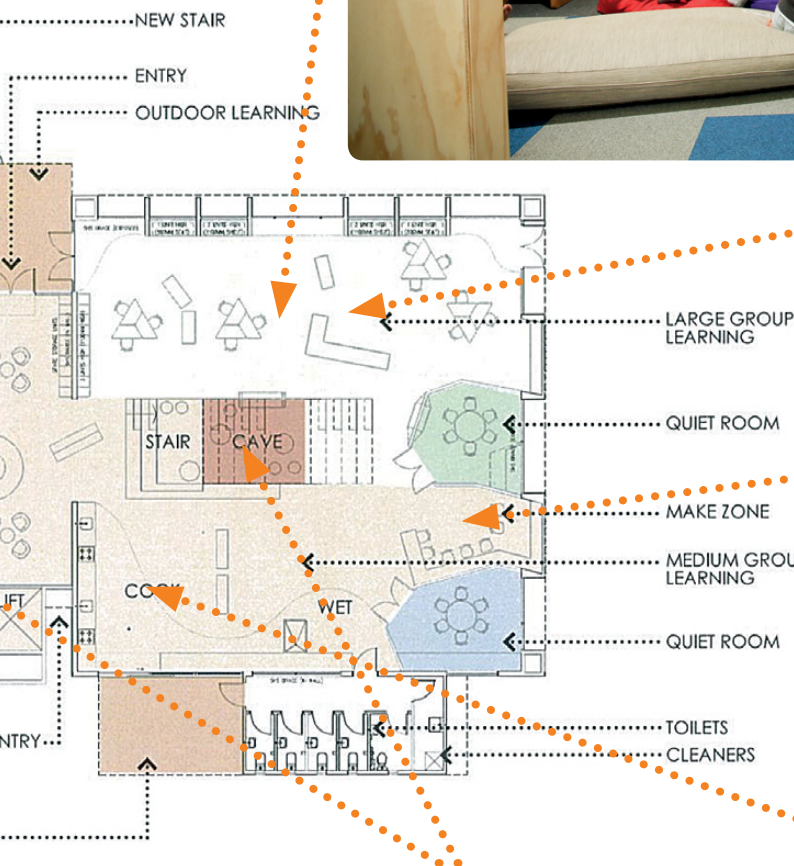 NEW STAIR
ENTRY
OUTDOOR LEARNING
LARGE GROUP
LEARNING
STAIR
CAVE
QUIET ROOM
MAKE ZONE
MEDIUM GROU
LEARNING
COOK
WET
LIFT
QUIET ROOM
NTRY
TOILETS
CLEANERS